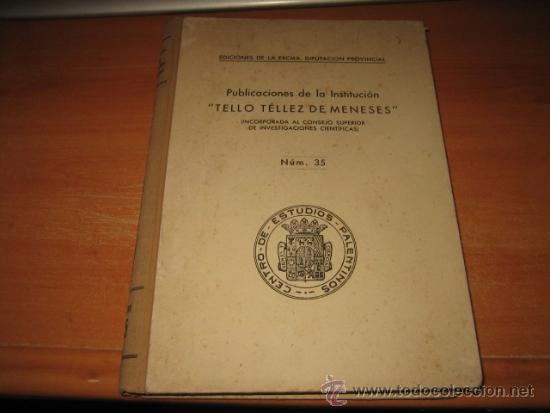 EDICIONES DE LA EXCMA. DIPUTACION PROVINCIAL
Publicaciones de la Institución
"TELLO TÉLLEZ DE MENESES"
(INCORPORADA AL CONSEJO SUPERIOR
DE INVESTIGACIONES CIENTÍFICAS)
Núm. 35
CENTRO-DE-ESTUDIOS-PALENTINOS
© todocoleccion.net